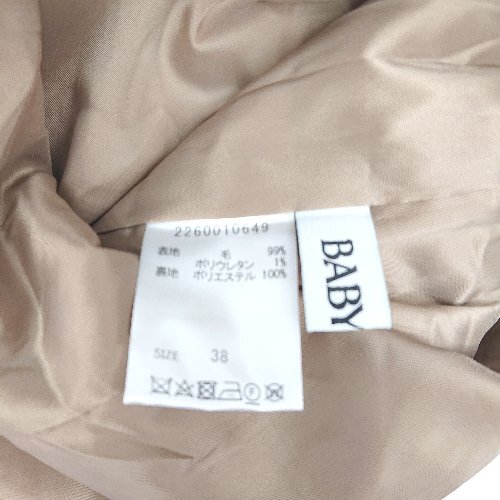 2260010649
表地 毛 99%
ポリウレタン 1%
裏地 ポリエステル 100%
SIZE 38
BABY